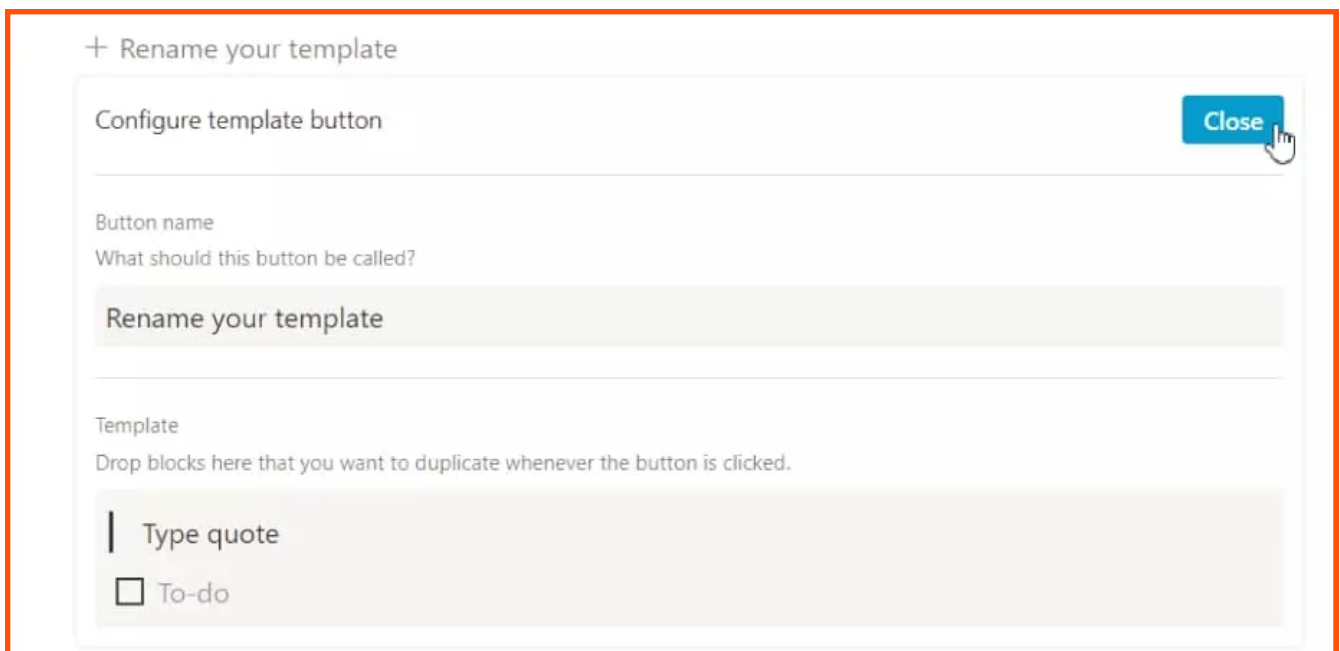 + Rename your template
Configure template button
Close
Button name
What should this button be called?
Rename your template
Template
Drop blocks here that you want to duplicate whenever the button is clicked.
Type quote
To-do